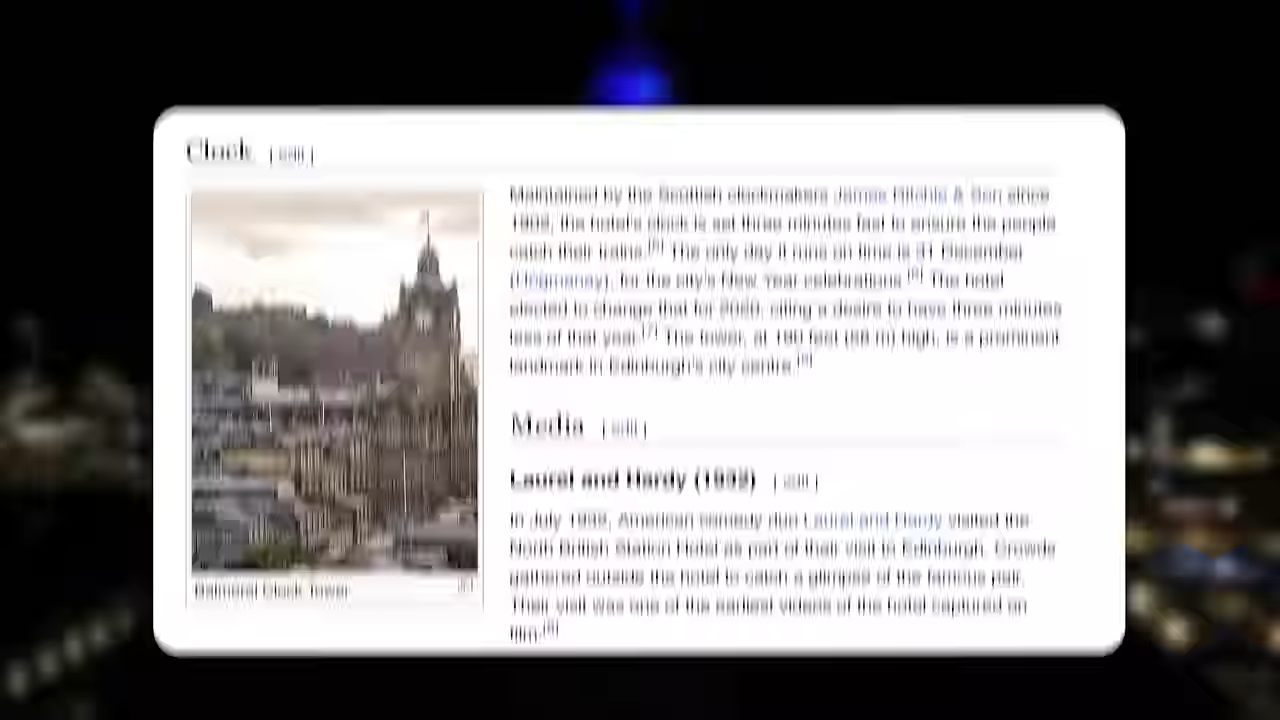 Clock [ edit ]
Maintained by the Scottish clockmakers James Ritchie & Son since
the hotel's clock is set three minutes fast to ensure the people
catch their trains. The only day it runs on time is 31 December
(Hogmanay), for the city's New Year celebrations. The hotel
elected to change that for 2020, citing a desire to have three minutes
less of that year.[7] The tower, at 190 feet (58 m) high, is a prominent
landmark in Edinburgh's city centre.
Balmoral Clock Tower
Media [ edit ]
Laurel and Hardy (1932) [ edit ]
In July 1932, American comedy duo Laurel and Hardy visited the
North British Station Hotel as part of their visit to Edinburgh. Crowds
gathered outside the hotel to catch a glimpse of the famous pair.
Their visit was one of the earliest videos of the hotel captured on
film.